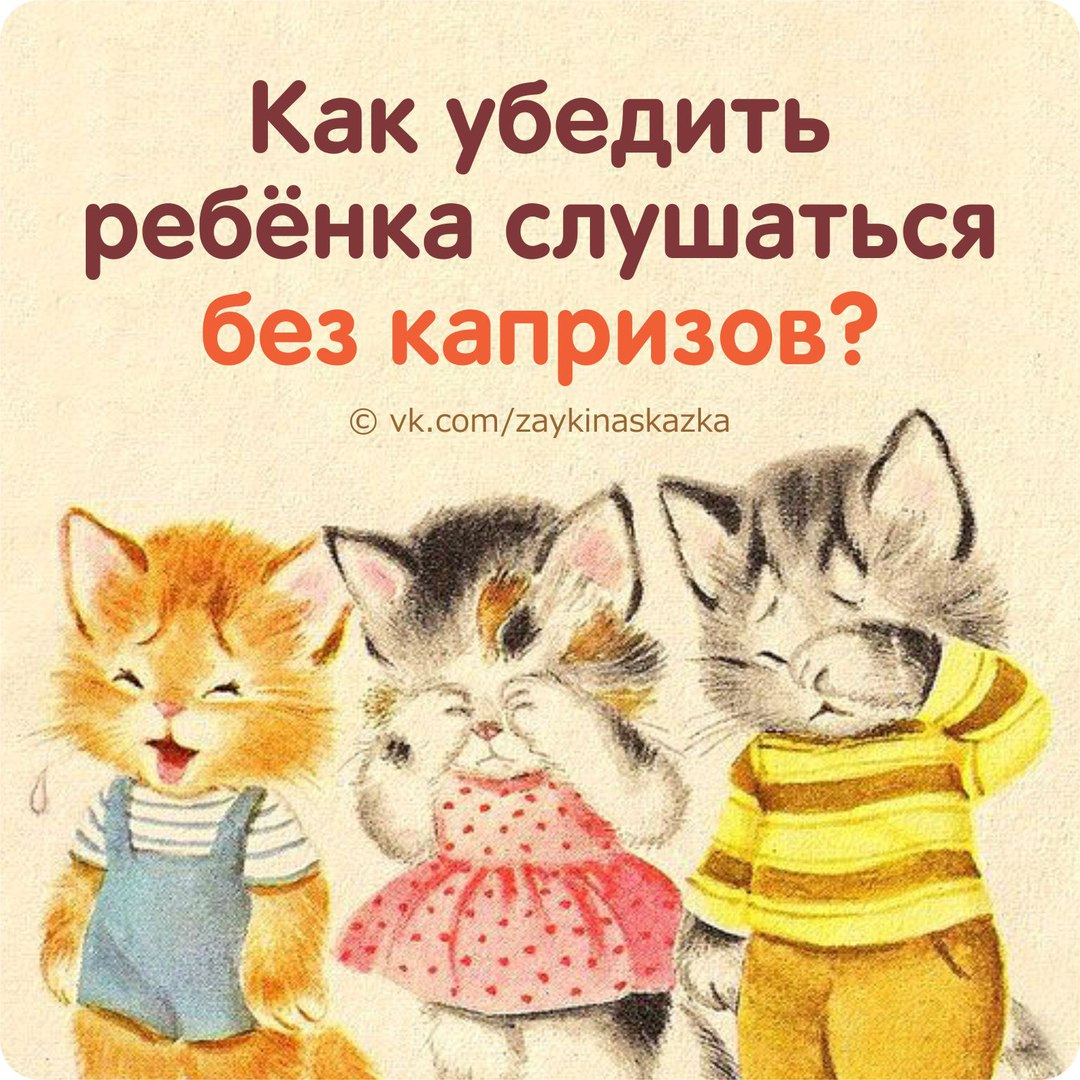 Как убедить
ребёнка слушаться
без капризов?
© vk.com/zaykinaskazka